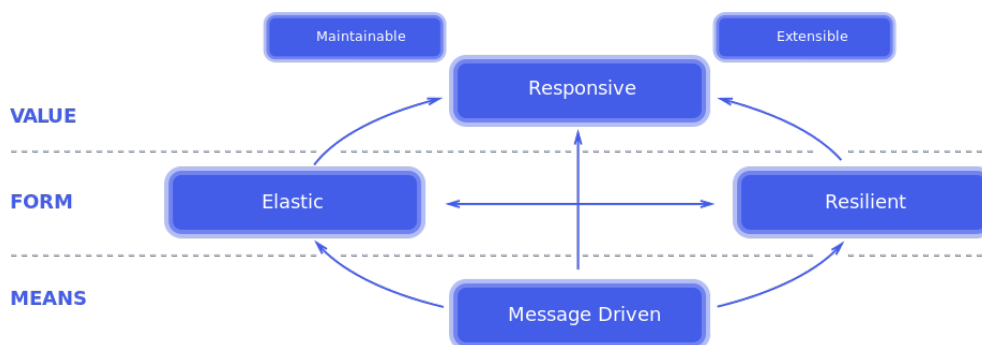 Maintainable
Extensible
Responsive
VALUE
FORM
Elastic
Resilient
MEANS
Message Driven